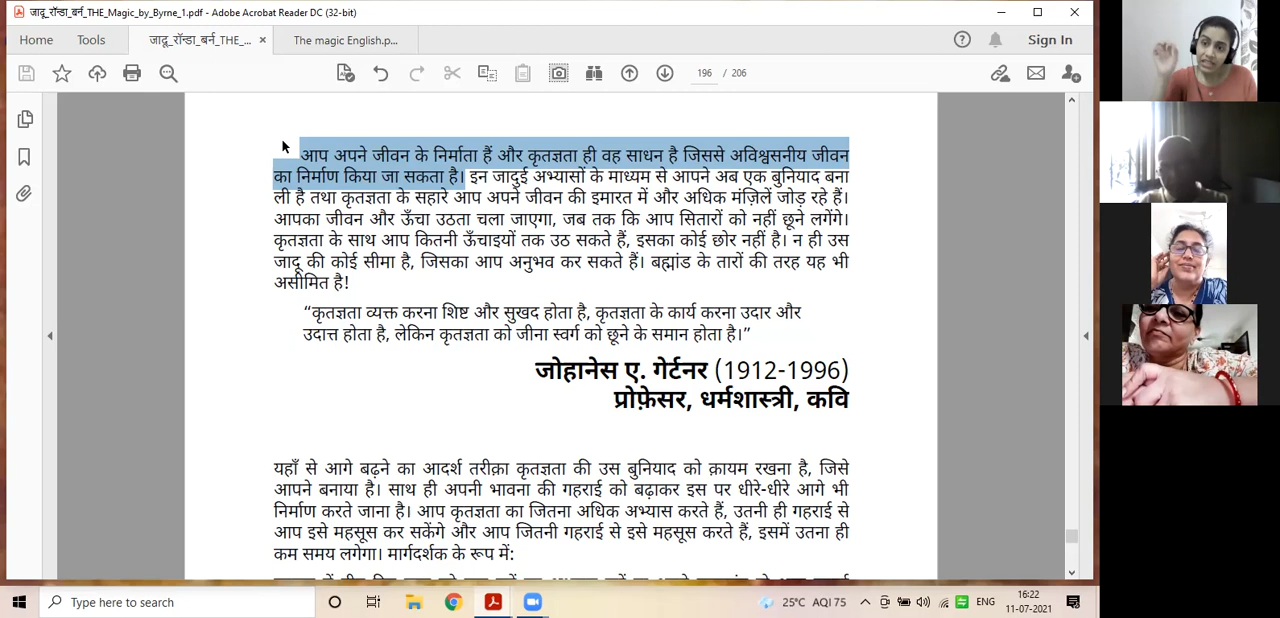 जादू_रॉन्डा_बर्न_THE_Magic_by_Byrne_1.pdf - Adobe Acrobat Reader DC (32-bit)
Home Tools जादू_रॉन्डा_बर्न_THE_... × The magic English.p... Sign In
196 / 206
आप अपने जीवन के निर्माता हैं और कृतज्ञता ही वह साधन है जिससे अविश्वसनीय जीवन
का निर्माण किया जा सकता है। इन जादुई अभ्यासों के माध्यम से आपने अब एक बुनियाद बना
ली है तथा कृतज्ञता के सहारे आप अपने जीवन की इमारत में और अधिक मंज़िलें जोड़ रहे हैं।
आपका जीवन और ऊँचा उठता चला जाएगा, जब तक कि आप सितारों को नहीं छूने लगेंगे।
कृतज्ञता के साथ आप कितनी ऊँचाइयों तक उठ सकते हैं, इसका कोई छोर नहीं है। न ही उस
जादू की कोई सीमा है, जिसका आप अनुभव कर सकते हैं। बह्मांड के तारों की तरह यह भी
असीमित है!
“कृतज्ञता व्यक्त करना शिष्ट और सुखद होता है, कृतज्ञता के कार्य करना उदार और
उदात्त होता है, लेकिन कृतज्ञता को जीना स्वर्ग को छूने के समान होता है।”
जोहानेस ए. गेर्टनर (1912-1996)
प्रोफ़ेसर, धर्मशास्त्री, कवि
यहाँ से आगे बढ़ने का आदर्श तरीक़ा कृतज्ञता की उस बुनियाद को क़ायम रखना है, जिसे
आपने बनाया है। साथ ही अपनी भावना की गहराई को बढ़ाकर इस पर धीरे-धीरे आगे भी
निर्माण करते जाना है। आप कृतज्ञता का जितना अधिक अभ्यास करते हैं, उतनी ही गहराई से
आप इसे महसूस कर सकेंगे और आप जितनी गहराई से इसे महसूस करते हैं, इसमें उतना ही
कम समय लगेगा। मार्गदर्शक के रूप में:
Type here to search 25°C AQI 75 ENG 16:22
11-07-2021